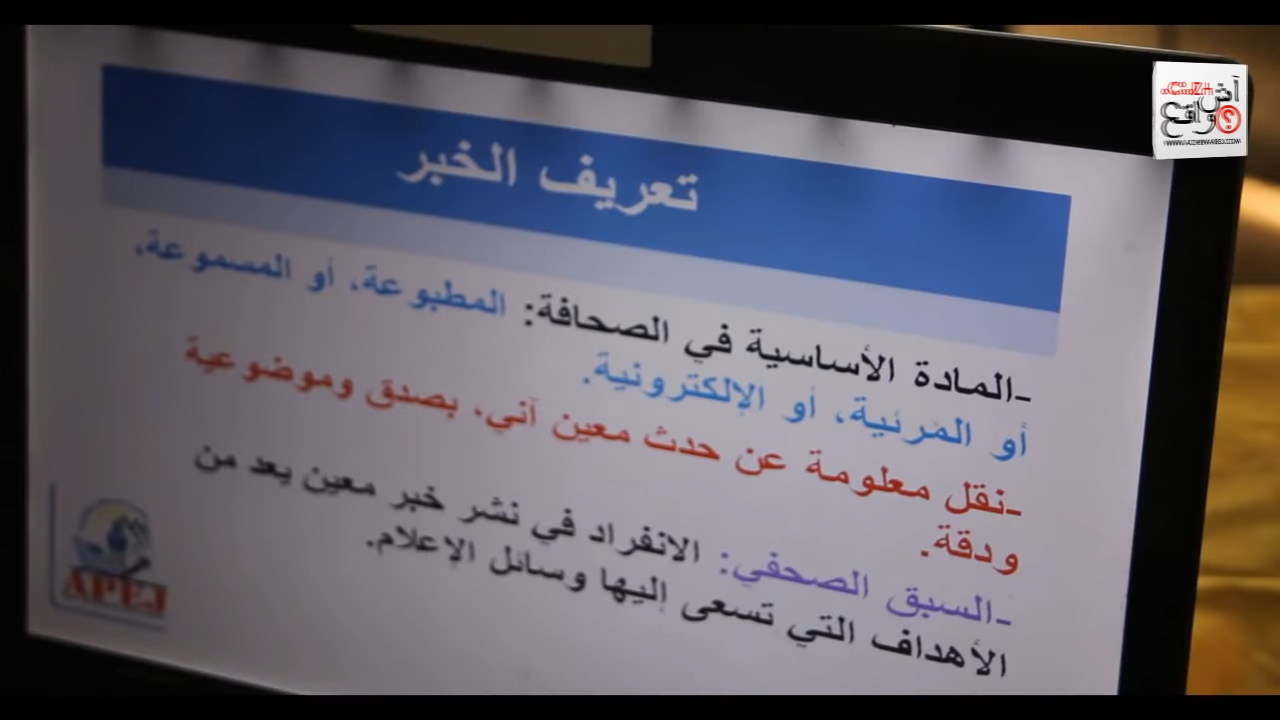 تعريف الخبر
-المادة الأساسية في الصحافة: المطبوعة، أو المسموعة،
أو المرئية، أو الإلكترونية.
-نقل معلومة عن حدث معين آني، بصدق وموضوعية
ودقة.
-السبق الصحفي: الانفراد في نشر خبر معين يعد من
الأهداف التي تسعى إليها وسائل الإعلام.
APEJ
آش واقع